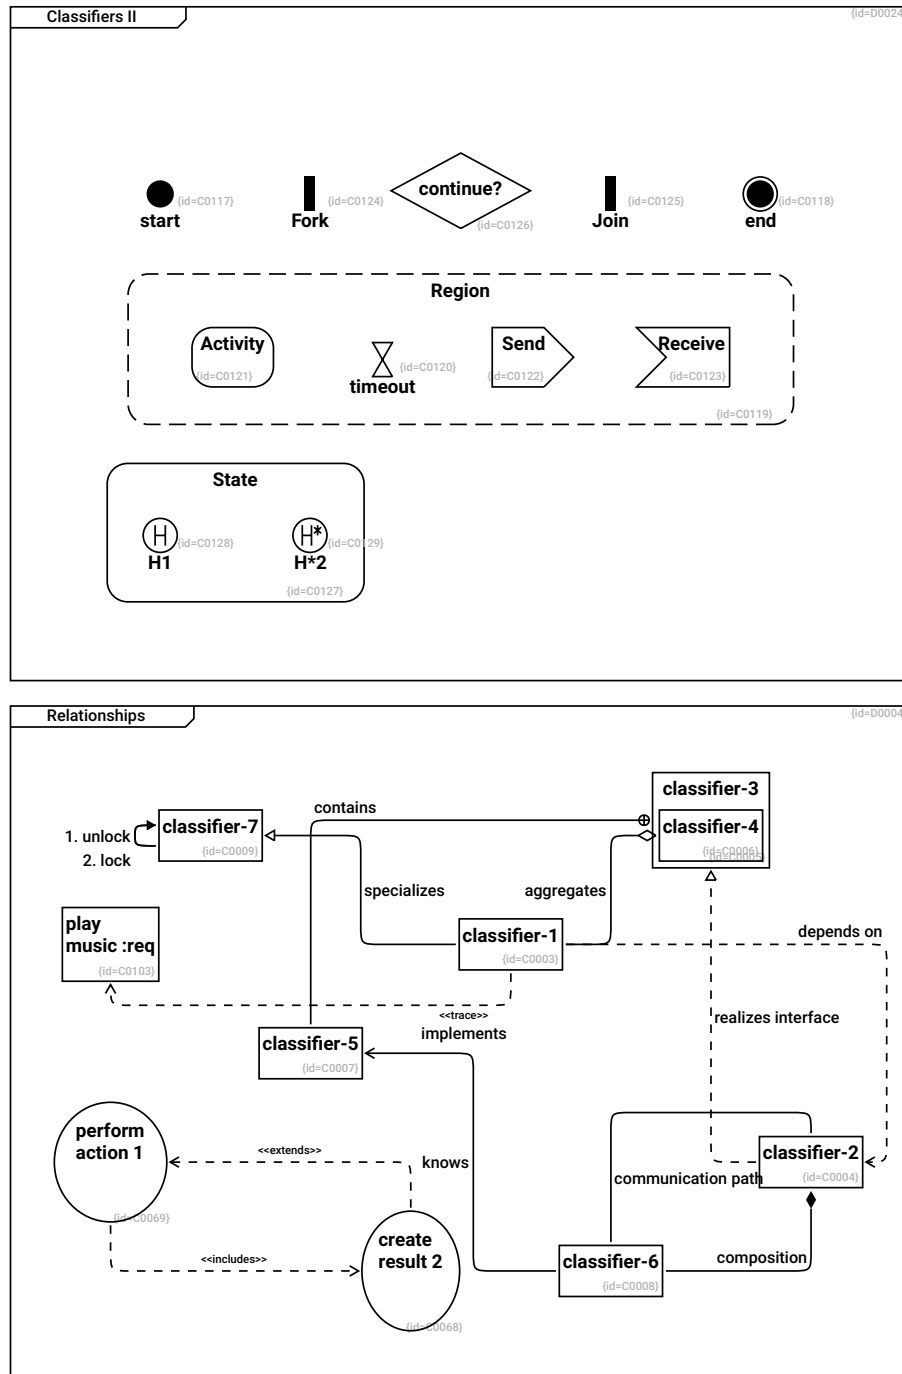 Classifiers II
{id=D0024
continue?
{id=C0117}
{id=C0124}
{id=C0125}
{id=C0118}
start
Fork
{id=C0126}
Join
end
Region
Activity
Send
Receive
{id=C0121}
{id=C0120}
{id=C0122}
{id=C0123}
timeout
{id=C0119}
State
H
H*
{id=C0128}
{id=C0129}
H1
H*2
{id=C0127}
Relationships
{id=D0004
classifier-3
contains
classifier-7
classifier-4
1. unlock
{id=C0009}
{id=C0006}
{id=C0005}
2. lock
specializes
aggregates
play
music :req
{id=C0103}
classifier-1
{id=C0003}
depends on
<<trace>>
implements
realizes interface
classifier-5
{id=C0007}
perform
action 1
<<extends>>
knows
classifier-2
communication path
{id=C0004}
{id=C0069}
create
result 2
<<includes>>
classifier-6
composition
{id=C0008}
{id=C0068}